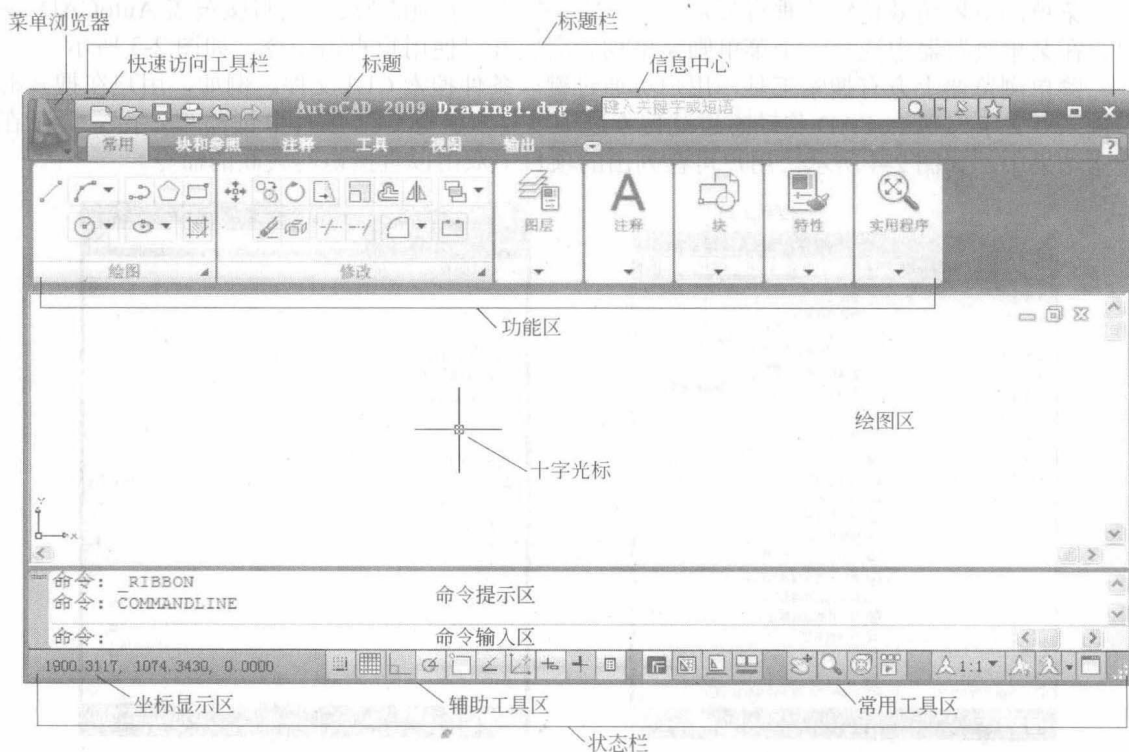 菜单浏览器
标题栏
快速访问工具栏
标题
信息中心
AutoCAD 2009 Drawing1.dwg
键入关键字或短语
常用 块和参照 注释 工具 视图 输出
图层
注释
块
特性
实用程序
绘图
修改
功能区
绘图区
十字光标
Y
X
命令: _RIBBON
命令提示区
命令: COMMANDLINE
命令:
命令输入区
1900.3117, 1074.3430, 0.0000
1:1
坐标显示区
辅助工具区
常用工具区
状态栏